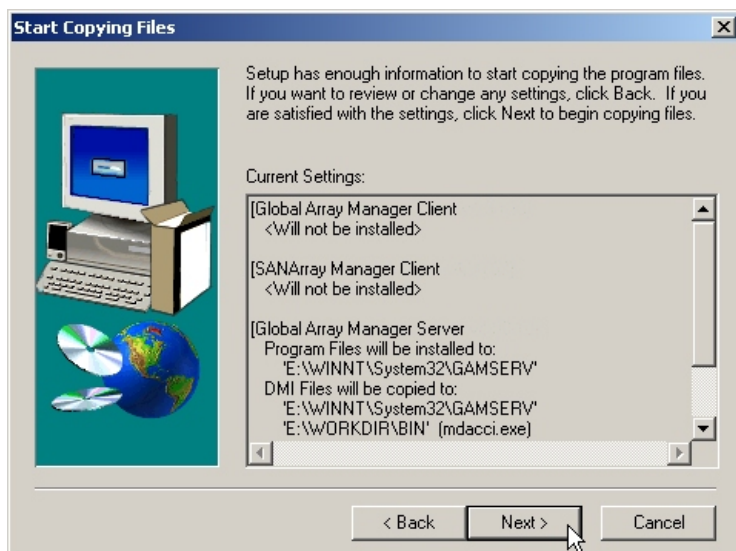 Start Copying Files
Setup has enough information to start copying the program files.
If you want to review or change any settings, click Back. If you
are satisfied with the settings, click Next to begin copying files.
Current Settings:
[Global Array Manager Client
<Will not be installed>
[SANArray Manager Client
<Will not be installed>
[Global Array Manager Server
Program Files will be installed to:
'E:\WINNT\System32\GAMSERV'
DMI Files will be copied to:
'E:\WINNT\System32\GAMSERV'
'E:\WORKDIR\BIN' (mdacci.exe)
< Back
Next >
Cancel